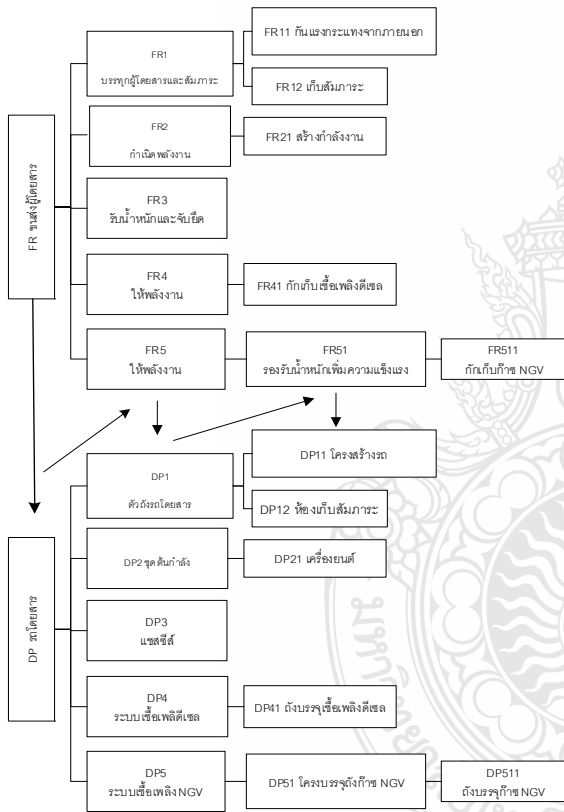 FR ขนส่งผู้โดยสาร
FR1
บรรทุกผู้โดยสารและสัมภาระ
FR11 กันแรงกระแทงจากภายนอก
FR12 เก็บสัมภาระ
FR2
กำเนิดพลังงาน
FR21 สร้างกำลังงาน
FR3
รับน้ำหนักและจับยึด
FR4
ให้พลังงาน
FR41 กักเก็บเชื้อเพลิงดีเซล
FR5
ให้พลังงาน
FR51
รองรับน้ำหนักเพิ่มความแข็งแรง
FR511
กักเก็บก๊าซ NGV
DP รถโดยสาร
DP1
ตัวถังรถโดยสาร
DP11 โครงสร้างรถ
DP12 ห้องเก็บสัมภาระ
DP2 ชุดต้นกำลัง
DP21 เครื่องยนต์
DP3
แชสซีส์
DP4
ระบบเชื้อเพลิดีเซล
DP41 ถังบรรจุเชื้อเพลิงดีเซล
DP5
ระบบเชื้อเพลิงNGV
DP51 โครงบรรจุถังก๊าซ NGV
DP511
ถังบรรจุก๊าซ NGV